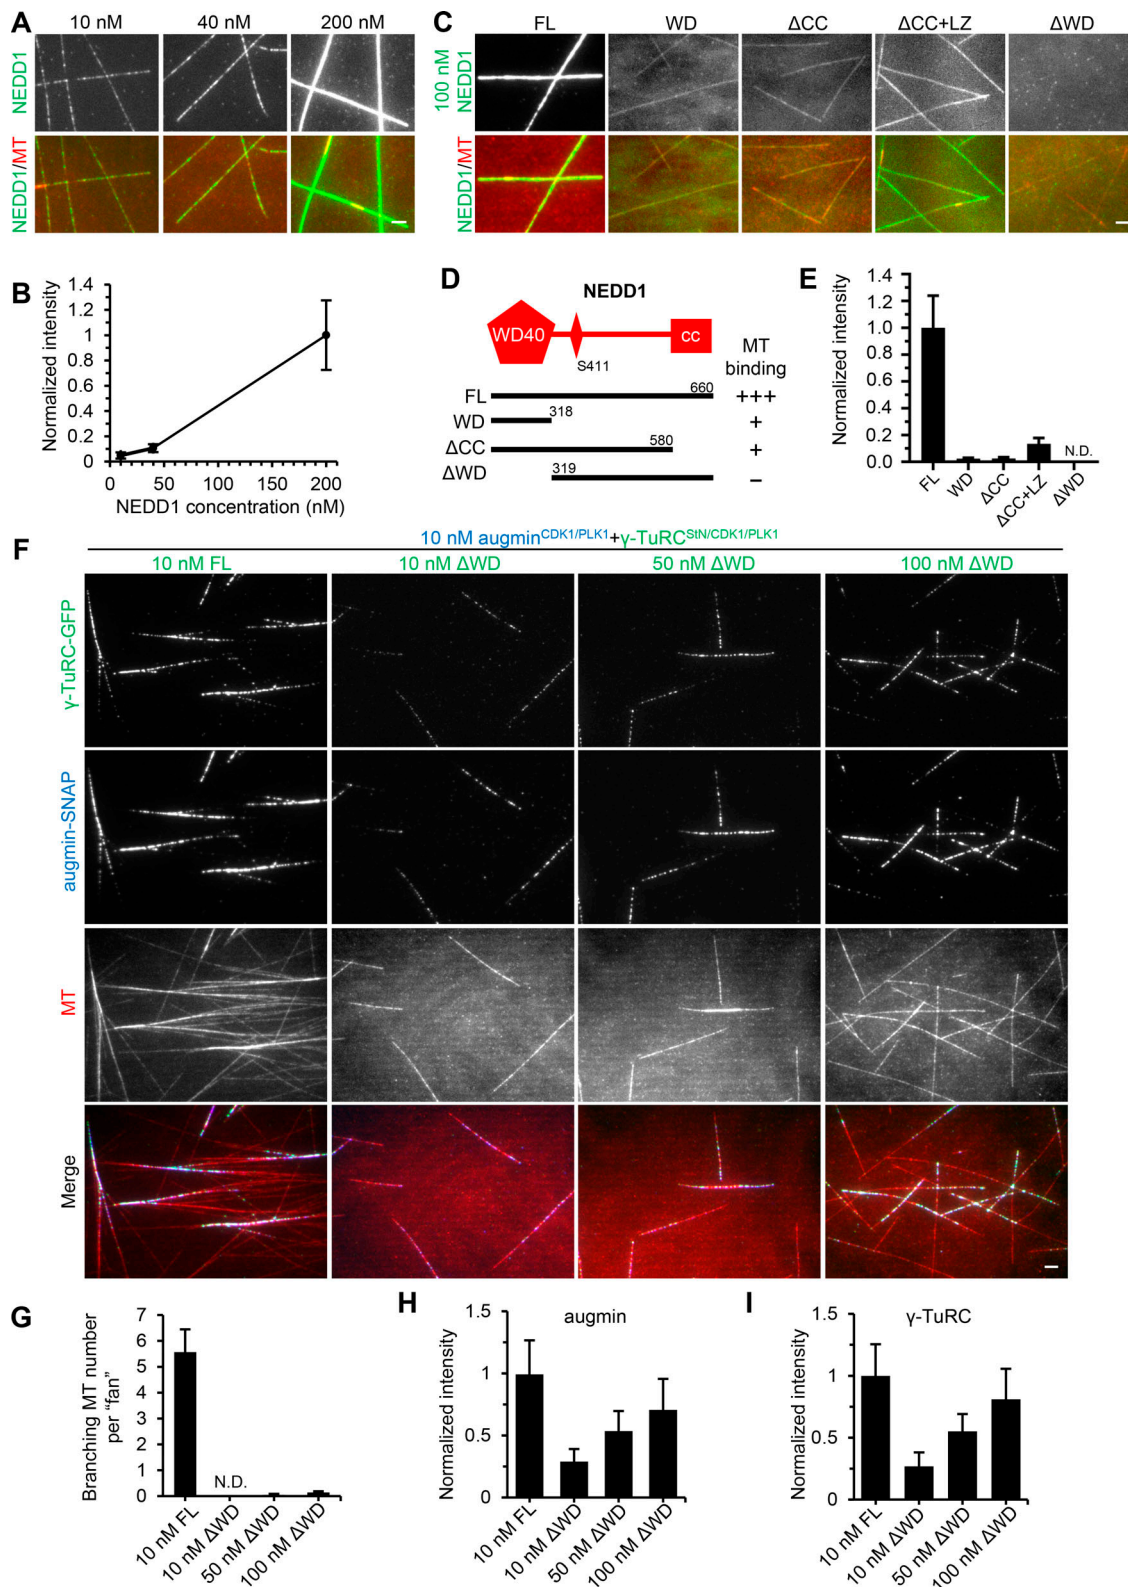 A
10 nM 40 nM 200 nM
NEDD1
NEDD1/MT
C
FL WD ΔCC ΔCC+LZ ΔWD
100 nM
NEDD1
NEDD1/MT
B
Normalized intensity
1.4
1.2
1
0.8
0.6
0.4
0.2
0
0 50 100 150 200
NEDD1 concentration (nM)
D
NEDD1
WD40
S411
cc
MT
binding
FL 660 +++
WD 318 +
ΔCC 580 +
ΔWD 319 –
E
Normalized intensity
1.4
1.2
1.0
0.8
0.6
0.4
0.2
0.0
N.D.
FL WD ΔCC ΔCC+LZ ΔWD
F
10 nM augmin^CDK1/PLK1+γ-TuRC^StN/CDK1/PLK1
10 nM FL 10 nM ΔWD 50 nM ΔWD 100 nM ΔWD
γ-TuRC-GFP
augmin-SNAP
MT
Merge
G
Branching MT number
per “fan”
7
6
5
4
3
2
1
0
N.D.
10 nM FL 10 nM ΔWD 50 nM ΔWD 100 nM ΔWD
H
augmin
Normalized intensity
1.5
1
0.5
0
10 nM FL 10 nM ΔWD 50 nM ΔWD 100 nM ΔWD
I
γ-TuRC
Normalized intensity
1.5
1
0.5
0
10 nM FL 10 nM ΔWD 50 nM ΔWD 100 nM ΔWD